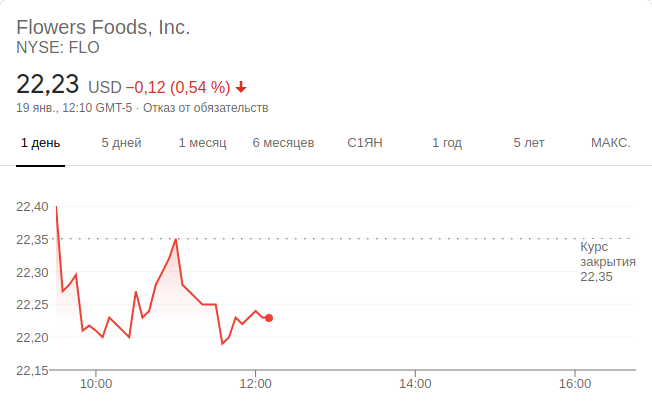 Flowers Foods, Inc.
NYSE: FLO
22,23 USD −0,12 (0,54 %)
19 янв., 12:10 GMT-5 · Отказ от обязательств
1 день 5 дней 1 месяц 6 месяцев С1ЯН 1 год 5 лет МАКС.
22,40
22,35
Курс
закрытия
22,35
22,30
22,25
22,20
22,15
10:00 12:00 14:00 16:00